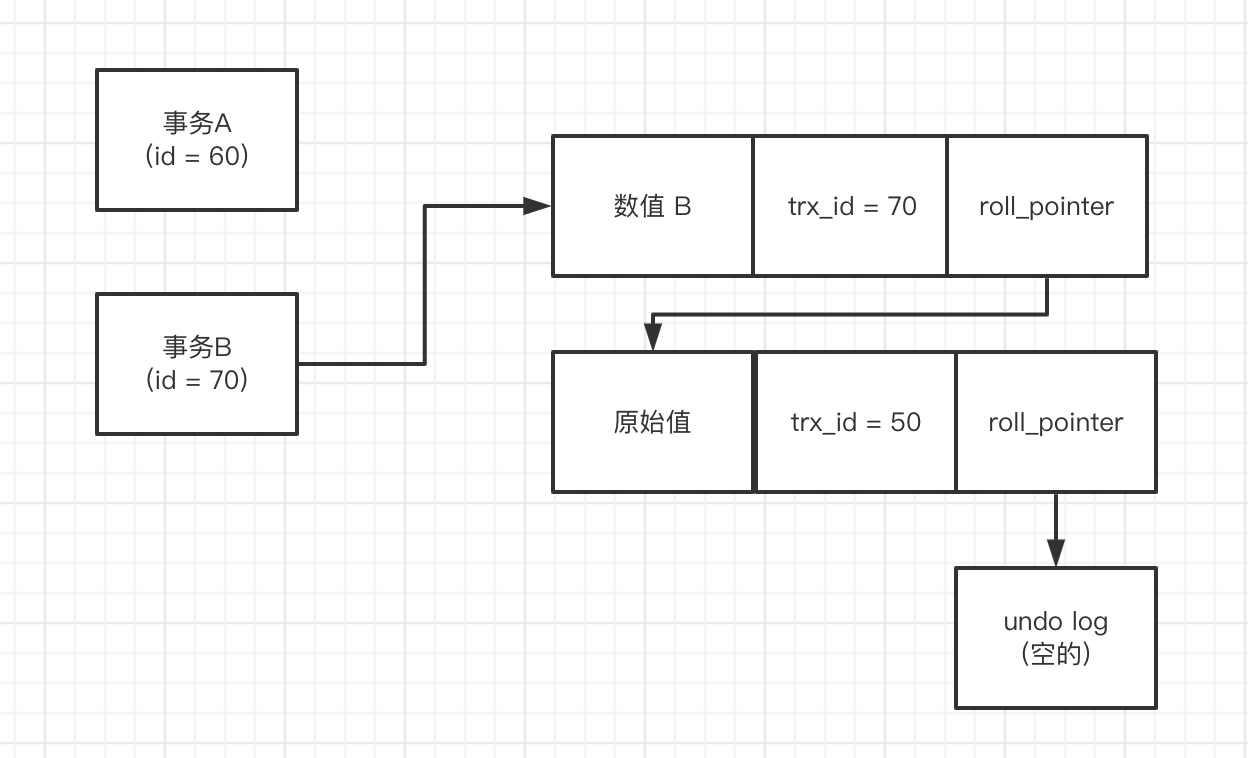 事务A
(id = 60)
事务B
(id = 70)
数值 B
trx_id = 70
roll_pointer
原始值
trx_id = 50
roll_pointer
undo log
(空的)